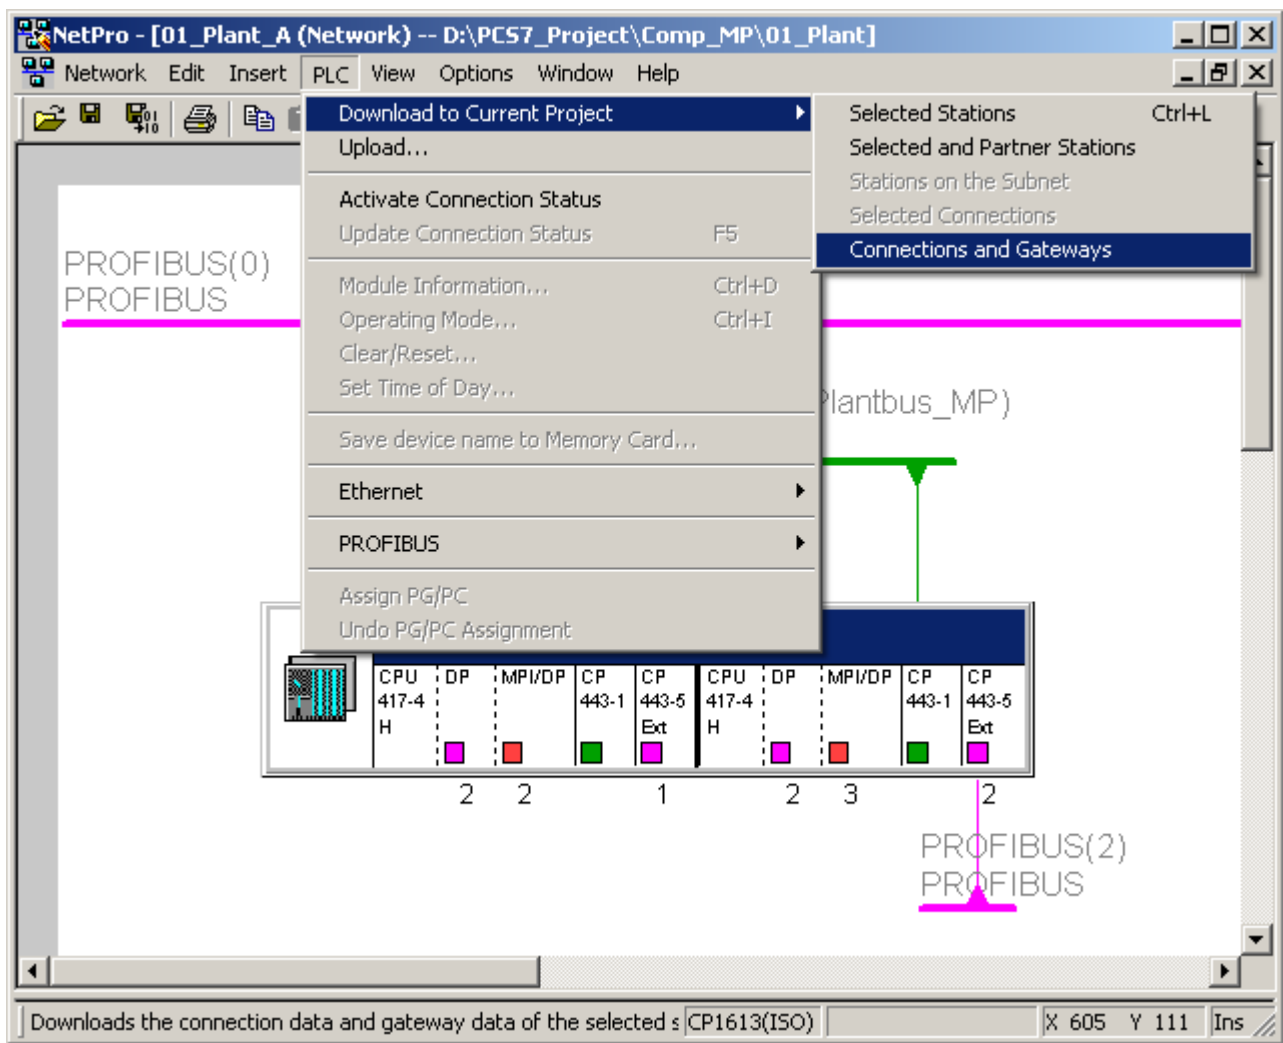 NetPro - [01_Plant_A (Network) -- D:\PCS7_Project\Comp_MP\01_Plant]
Network Edit Insert PLC View Options Window Help
Download to Current Project
Upload...
Activate Connection Status
Update Connection Status F5
Module Information... Ctrl+D
Operating Mode... Ctrl+I
Clear/Reset...
Set Time of Day...
Save device name to Memory Card...
Ethernet
PROFIBUS
Assign PG/PC
Undo PG/PC Assignment
Selected Stations Ctrl+L
Selected and Partner Stations
Stations on the Subnet
Selected Connections
Connections and Gateways
PROFIBUS(0)
PROFIBUS
Plantbus_MP)
CPU DP MPI/DP CP CP CPU DP MPI/DP CP CP
417-4 443-1 443-5 417-4 443-1 443-5
H Ext H Ext
2 2 1 2 3 2
PROFIBUS(2)
PROFIBUS
Downloads the connection data and gateway data of the selected s CP1613(ISO) X 605 Y 111 Ins